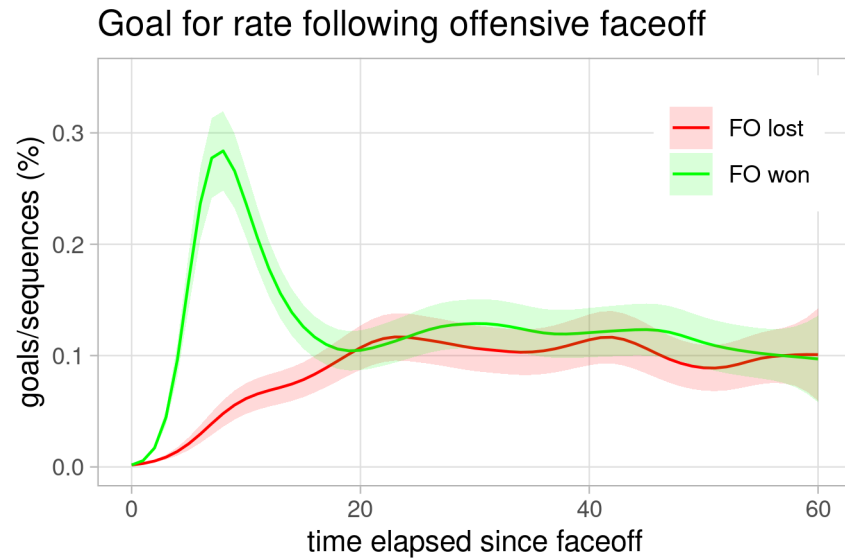 Goal for rate following offensive faceoff
goals/sequences (%)
0.3
0.2
0.1
0.0
FO lost
FO won
0
20
40
60
time elapsed since faceoff